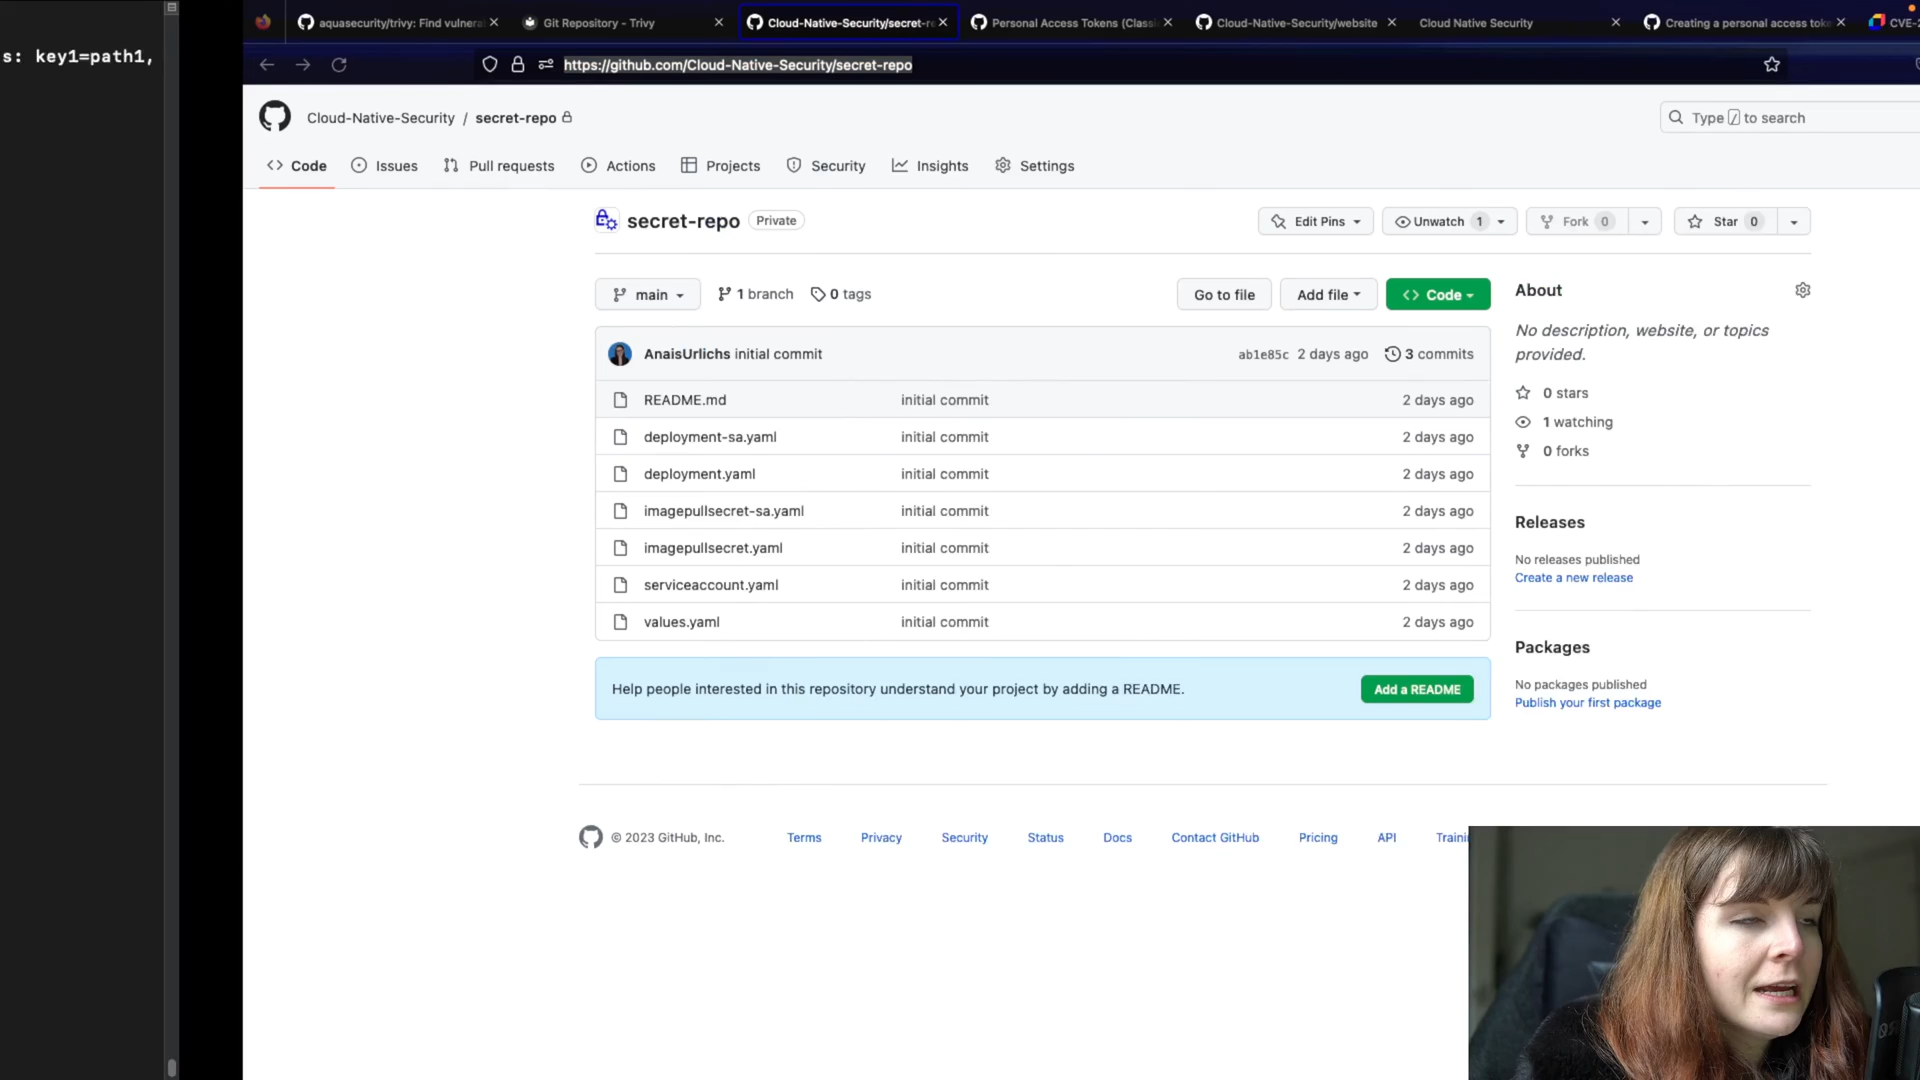 s: key1=path1,
aquasecurity/trivy: Find vulnera
Git Repository - Trivy
Cloud-Native-Security/secret-re
Personal Access Tokens (Classi
Cloud-Native-Security/website
Cloud Native Security
Creating a personal access toke
CVE-2
https://github.com/Cloud-Native-Security/secret-repo
Cloud-Native-Security / secret-repo
Type / to search
Code
Issues
Pull requests
Actions
Projects
Security
Insights
Settings
secret-repo Private
Edit Pins
Unwatch 1
Fork 0
Star 0
main
1 branch
0 tags
Go to file
Add file
<> Code
AnaisUrlichs initial commit
ab1e85c 2 days ago
3 commits
README.md initial commit 2 days ago
deployment-sa.yaml initial commit 2 days ago
deployment.yaml initial commit 2 days ago
imagepullsecret-sa.yaml initial commit 2 days ago
imagepullsecret.yaml initial commit 2 days ago
serviceaccount.yaml initial commit 2 days ago
values.yaml initial commit 2 days ago
Help people interested in this repository understand your project by adding a README.
Add a README
About
No description, website, or topics
provided.
0 stars
1 watching
0 forks
Releases
No releases published
Create a new release
Packages
No packages published
Publish your first package
© 2023 GitHub, Inc.
Terms
Privacy
Security
Status
Docs
Contact GitHub
Pricing
API
Traini